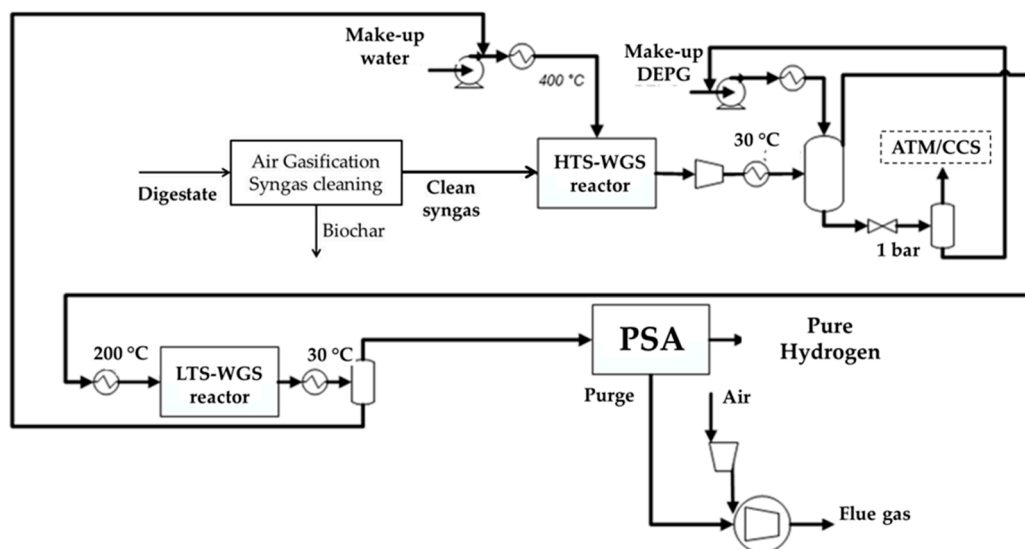 Make-up
water
400 °C
Make-up
DEPG
30 °C
ATM/CCS
Air Gasification
Syngas cleaning
HTS-WGS
reactor
Digestate
Clean
syngas
Biochar
1 bar
200 °C
LTS-WGS
reactor
30 °C
PSA
Pure
Hydrogen
Purge
Air
Flue gas